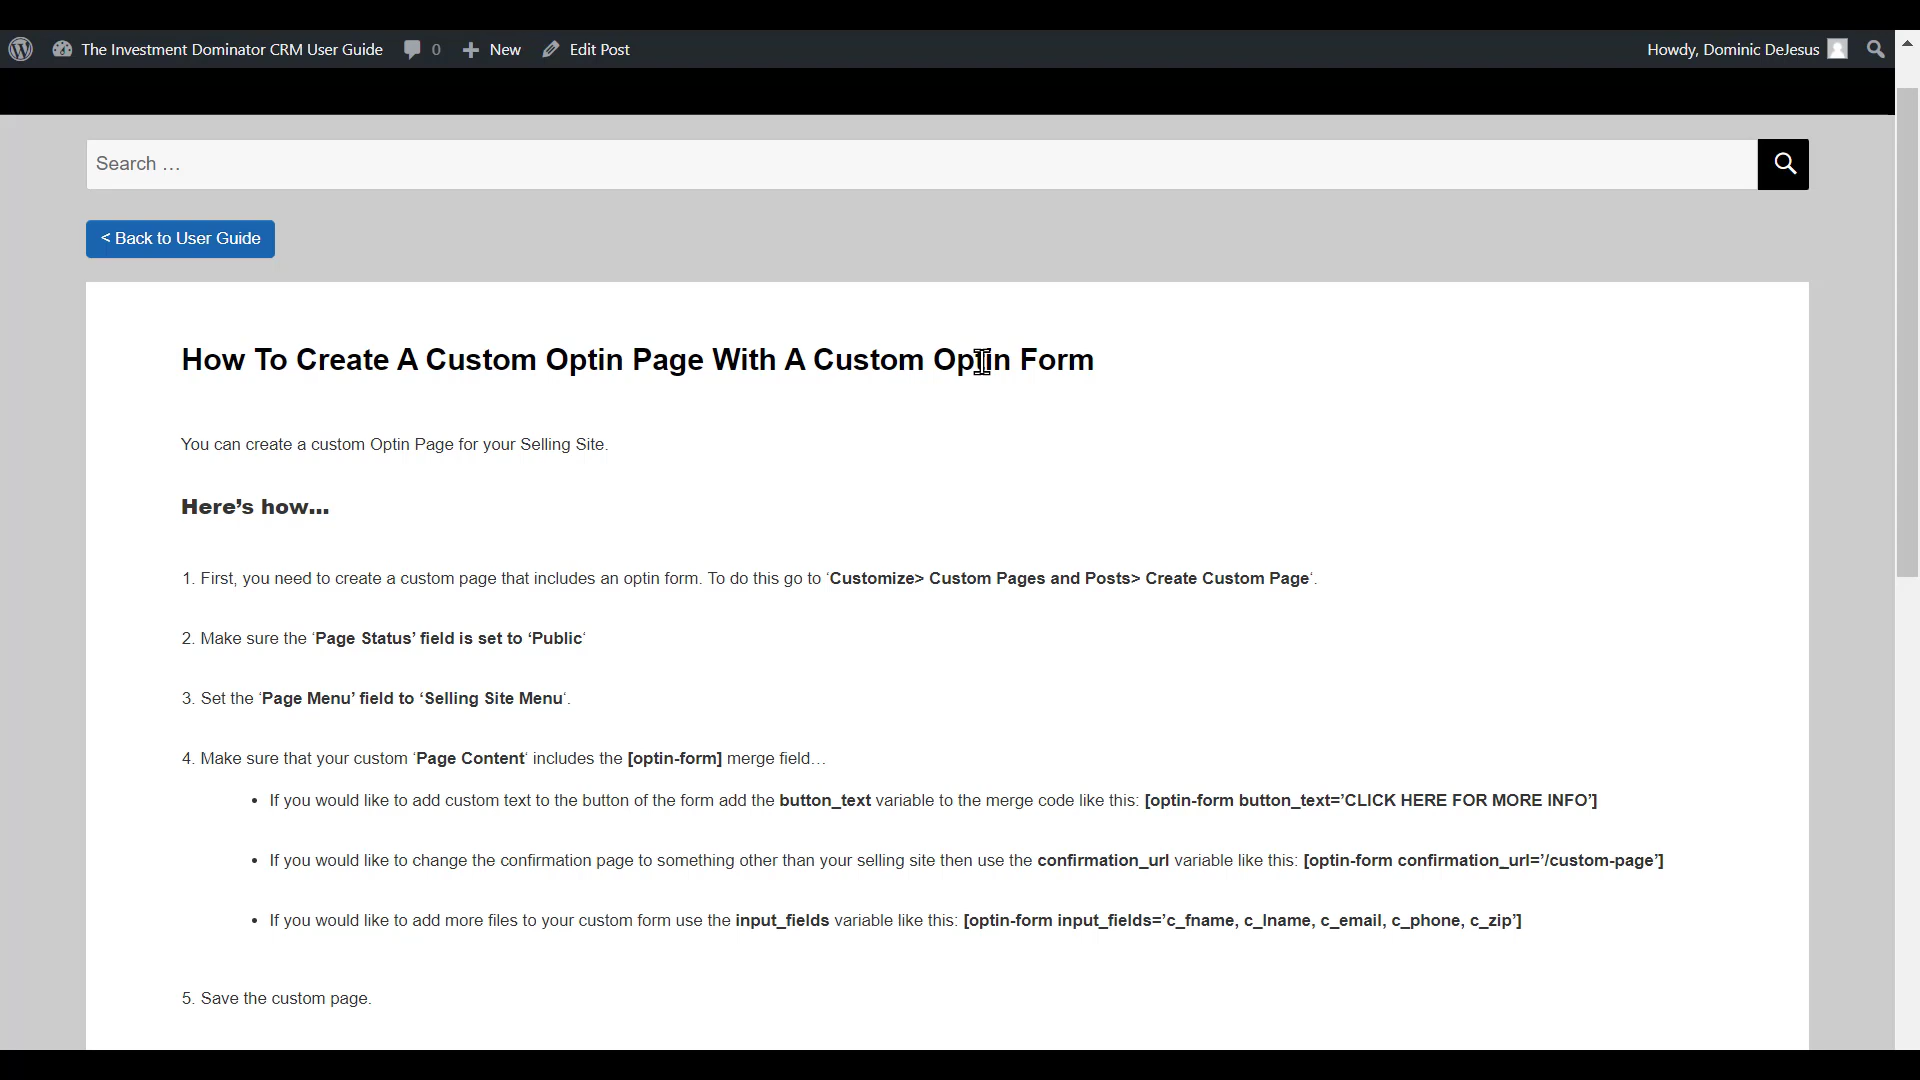 The Investment Dominator CRM User Guide 0 New Edit Post Howdy, Dominic DeJesus
Search …
< Back to User Guide
How To Create A Custom Optin Page With A Custom Optin Form
You can create a custom Optin Page for your Selling Site.
Here’s how…
1. First, you need to create a custom page that includes an optin form. To do this go to ‘Customize> Custom Pages and Posts> Create Custom Page‘.
2. Make sure the ‘Page Status’ field is set to ‘Public‘
3. Set the ‘Page Menu’ field to ‘Selling Site Menu‘.
4. Make sure that your custom ‘Page Content‘ includes the [optin-form] merge field…
• If you would like to add custom text to the button of the form add the button_text variable to the merge code like this: [optin-form button_text=’CLICK HERE FOR MORE INFO’]
• If you would like to change the confirmation page to something other than your selling site then use the confirmation_url variable like this: [optin-form confirmation_url=’/custom-page’]
• If you would like to add more files to your custom form use the input_fields variable like this: [optin-form input_fields=’c_fname, c_lname, c_email, c_phone, c_zip’]
5. Save the custom page.